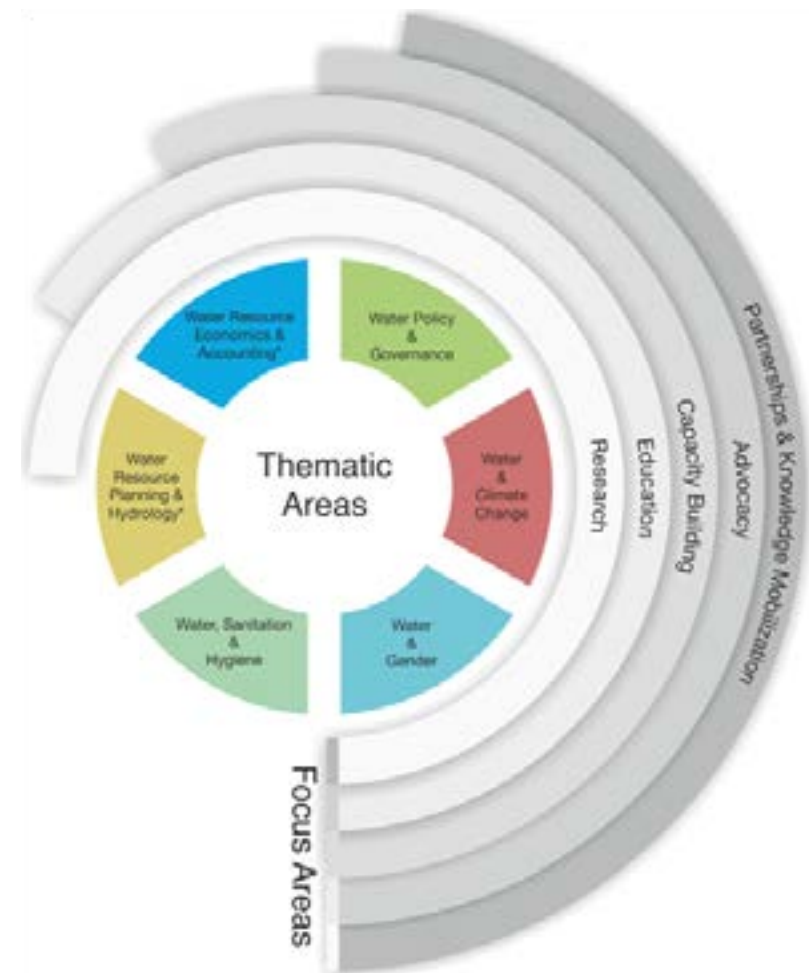 Water Resource
Economics &
Accounting*
Water Policy
&
Governance
Water
Resource
Planning &
Hydrology*
Thematic
Areas
Water
&
Climate
Change
Water, Sanitation
&
Hygiene
Water
&
Gender
Research
Education
Capacity Building
Advocacy
Partnerships & Knowledge Mobilization
Focus Areas